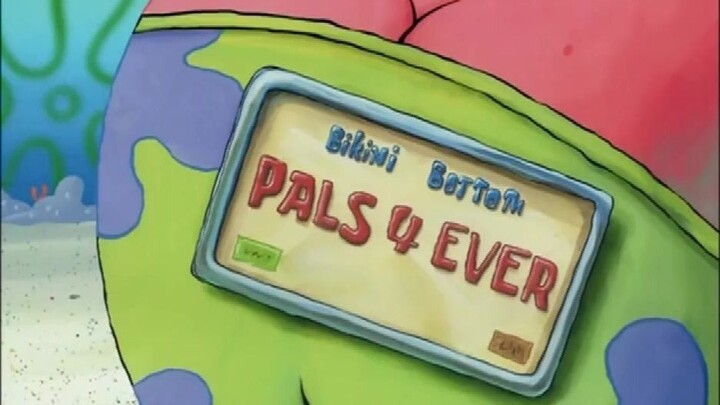 Bikini Bottom
PALS 4 EVER